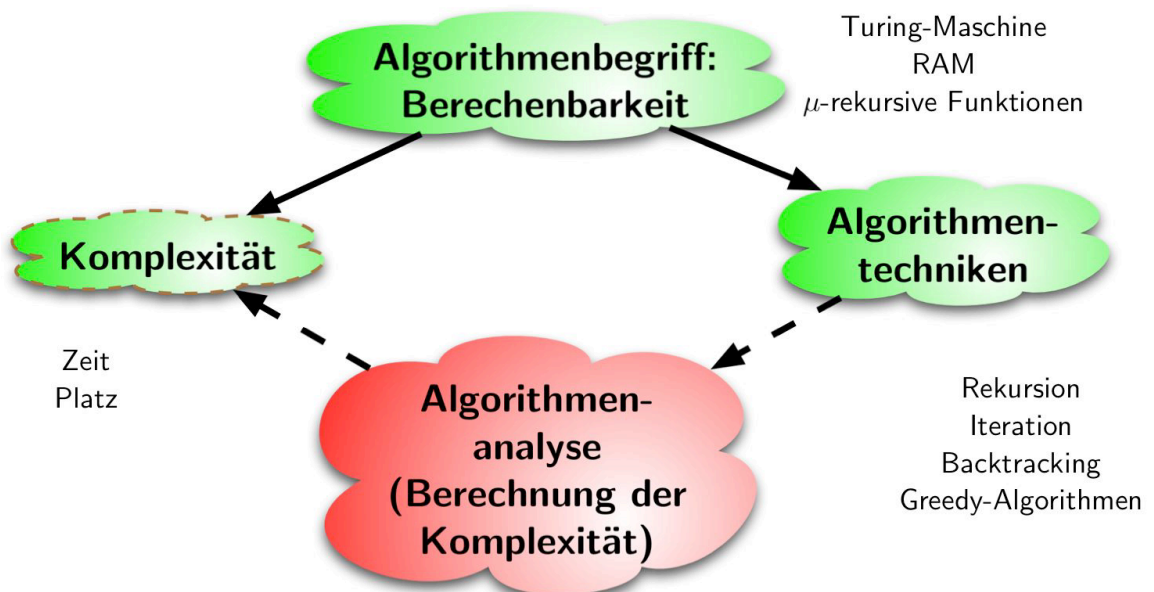 Algorithmenbegriff:
Berechenbarkeit
Turing-Maschine
RAM
μ-rekursive Funktionen
Komplexität
Algorithmen-
techniken
Zeit
Platz
Algorithmen-
analyse
(Berechnung der
Komplexität)
Rekursion
Iteration
Backtracking
Greedy-Algorithmen